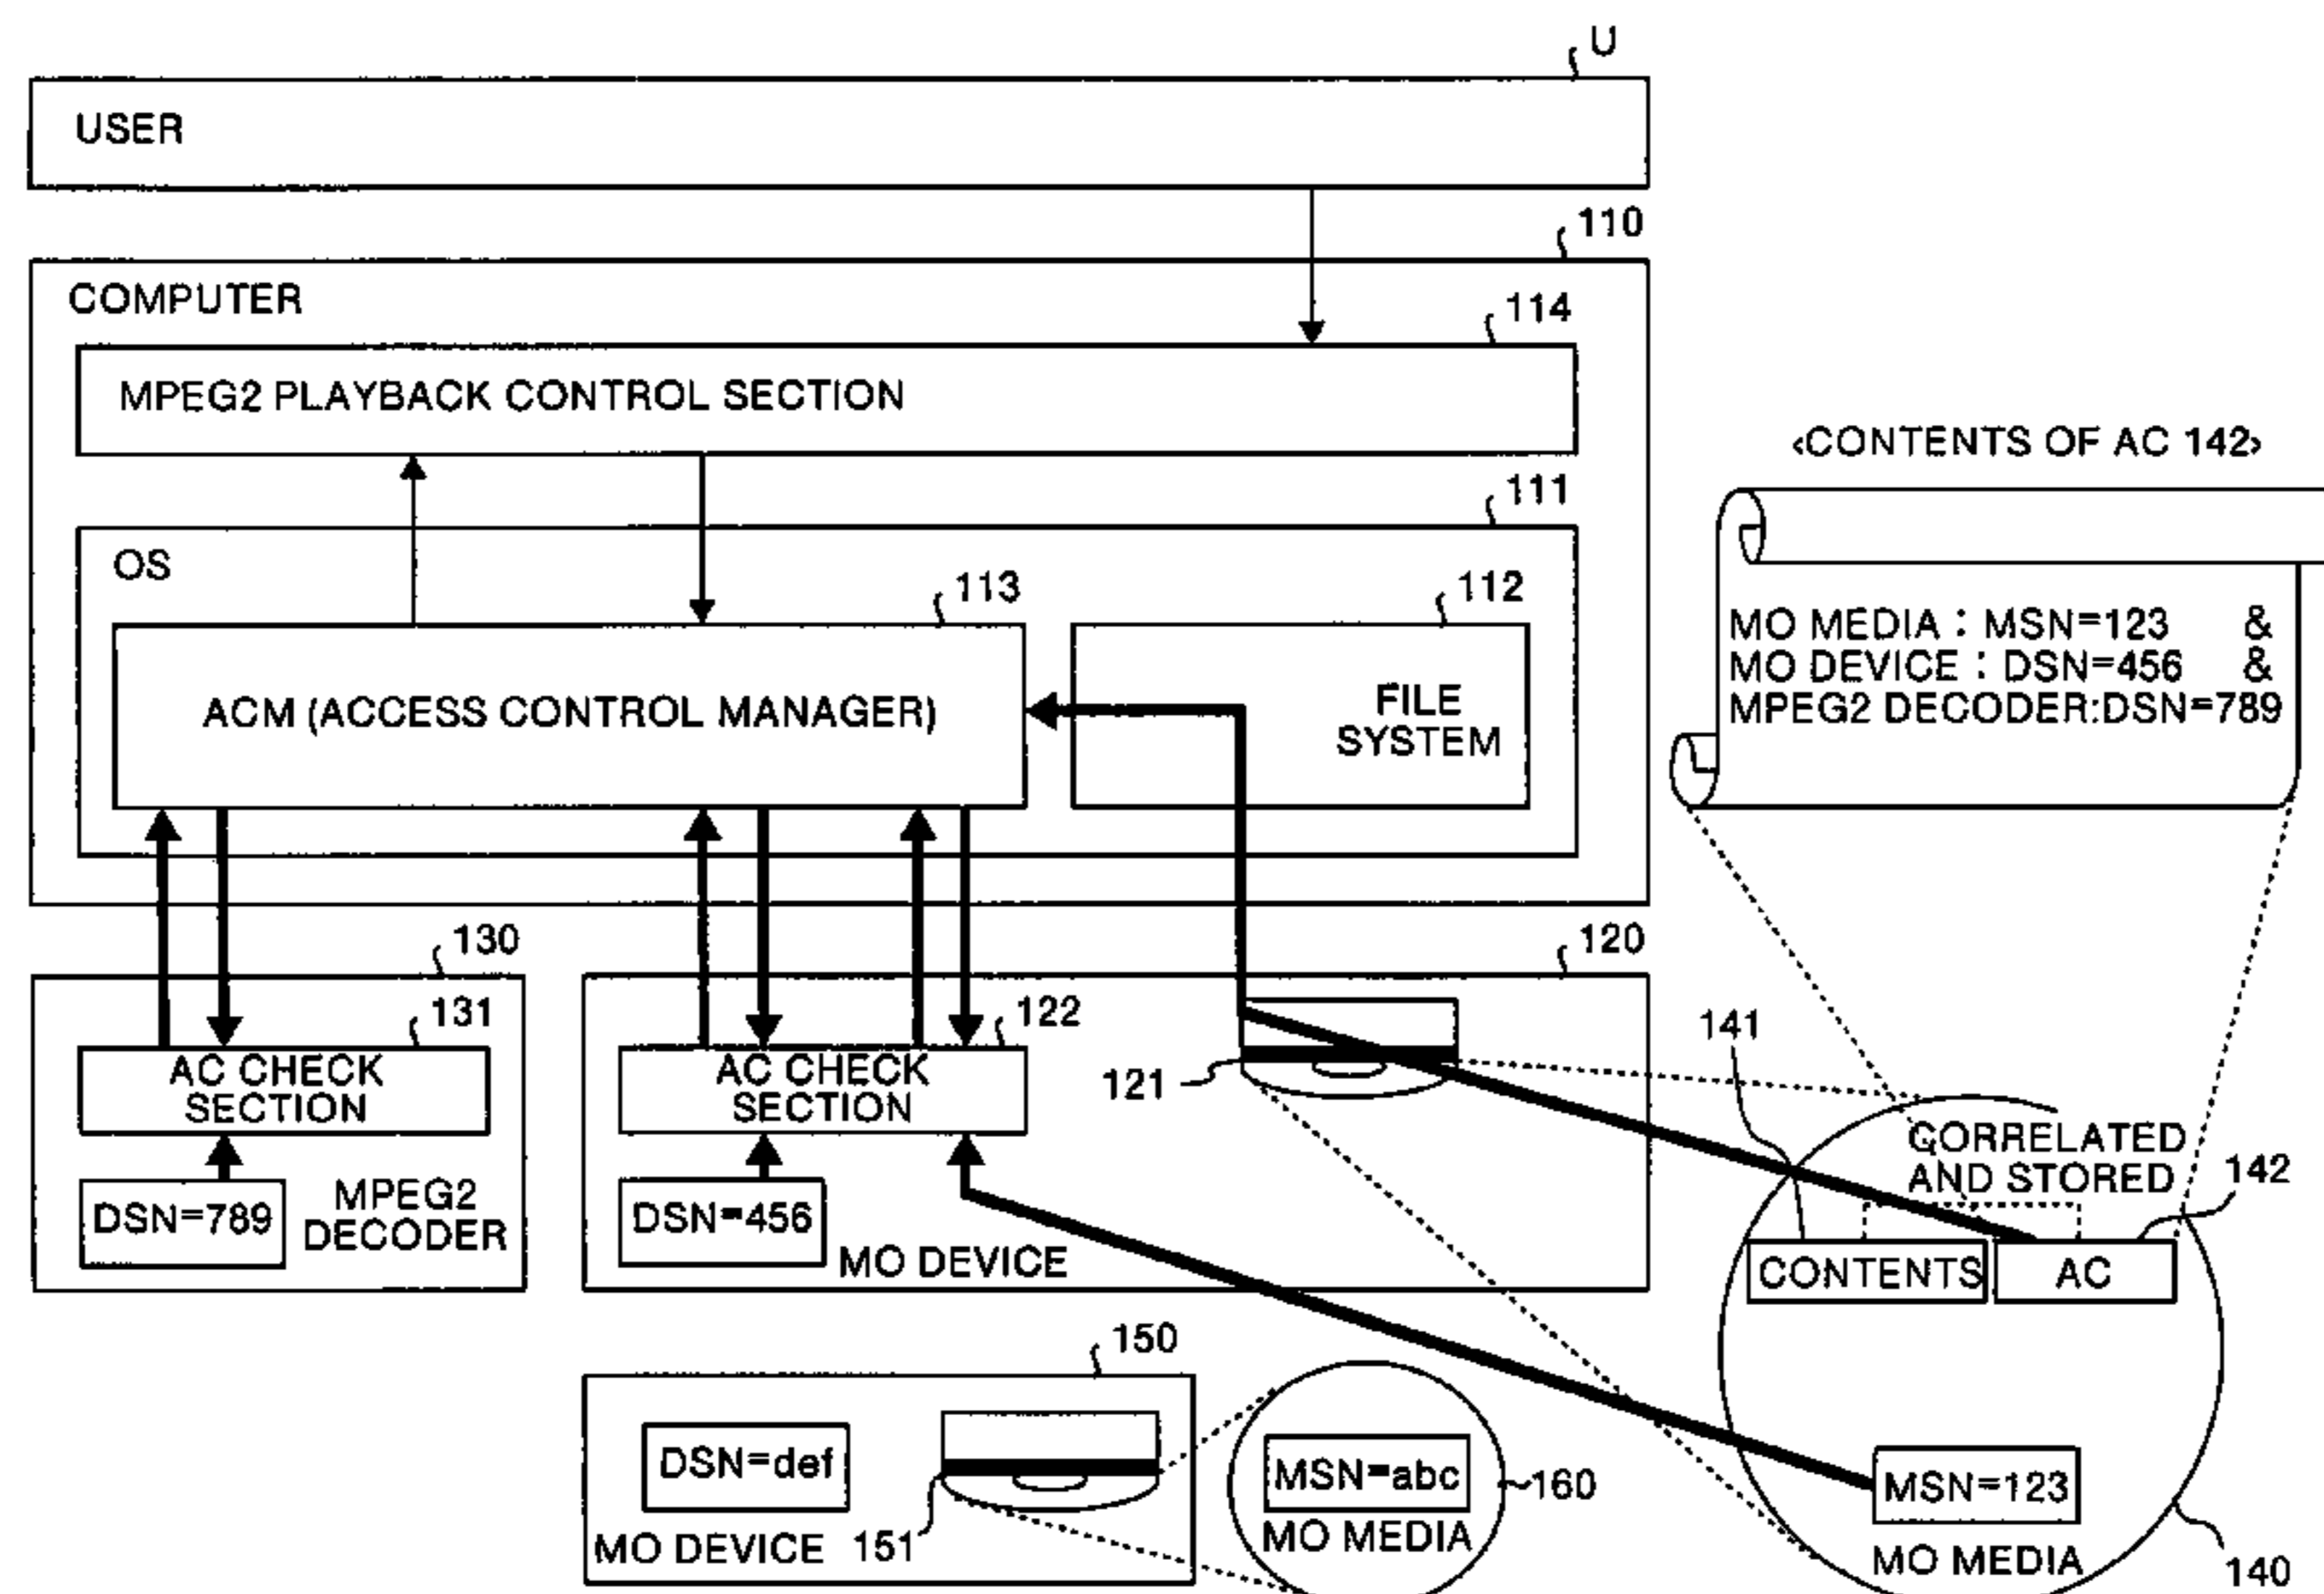 U
USER
110
COMPUTER
114
MPEG2 PLAYBACK CONTROL SECTION
‹CONTENTS OF AC 142›
111
OS
113
112
MO MEDIA : MSN=123 &
MO DEVICE : DSN=456 &
MPEG2 DECODER:DSN=789
ACM (ACCESS CONTROL MANAGER)
FILE
SYSTEM
130
120
131
122
141
AC CHECK
SECTION
AC CHECK
SECTION
121
CORRELATED
AND STORED
142
DSN=789
MPEG2
DECODER
DSN=456
MO DEVICE
CONTENTS
AC
150
DSN=def
MSN=abc
160
MSN=123
MO DEVICE
151
MO MEDIA
MO MEDIA
140